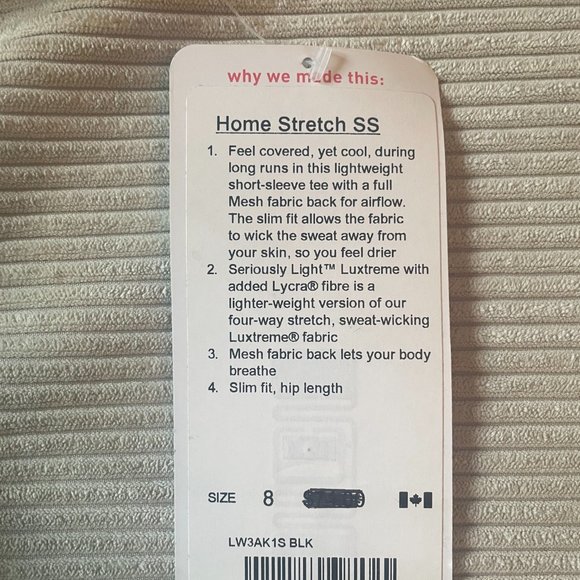 why we made this:
Home Stretch SS
1. Feel covered, yet cool, during
long runs in this lightweight
short-sleeve tee with a full
Mesh fabric back for airflow.
The slim fit allows the fabric
to wick the sweat away from
your skin, so you feel drier
2. Seriously Light™ Luxtreme with
added Lycra® fibre is a
lighter-weight version of our
four-way stretch, sweat-wicking
Luxtreme® fabric
3. Mesh fabric back lets your body
breathe
4. Slim fit, hip length
SIZE 8
LW3AK1S BLK